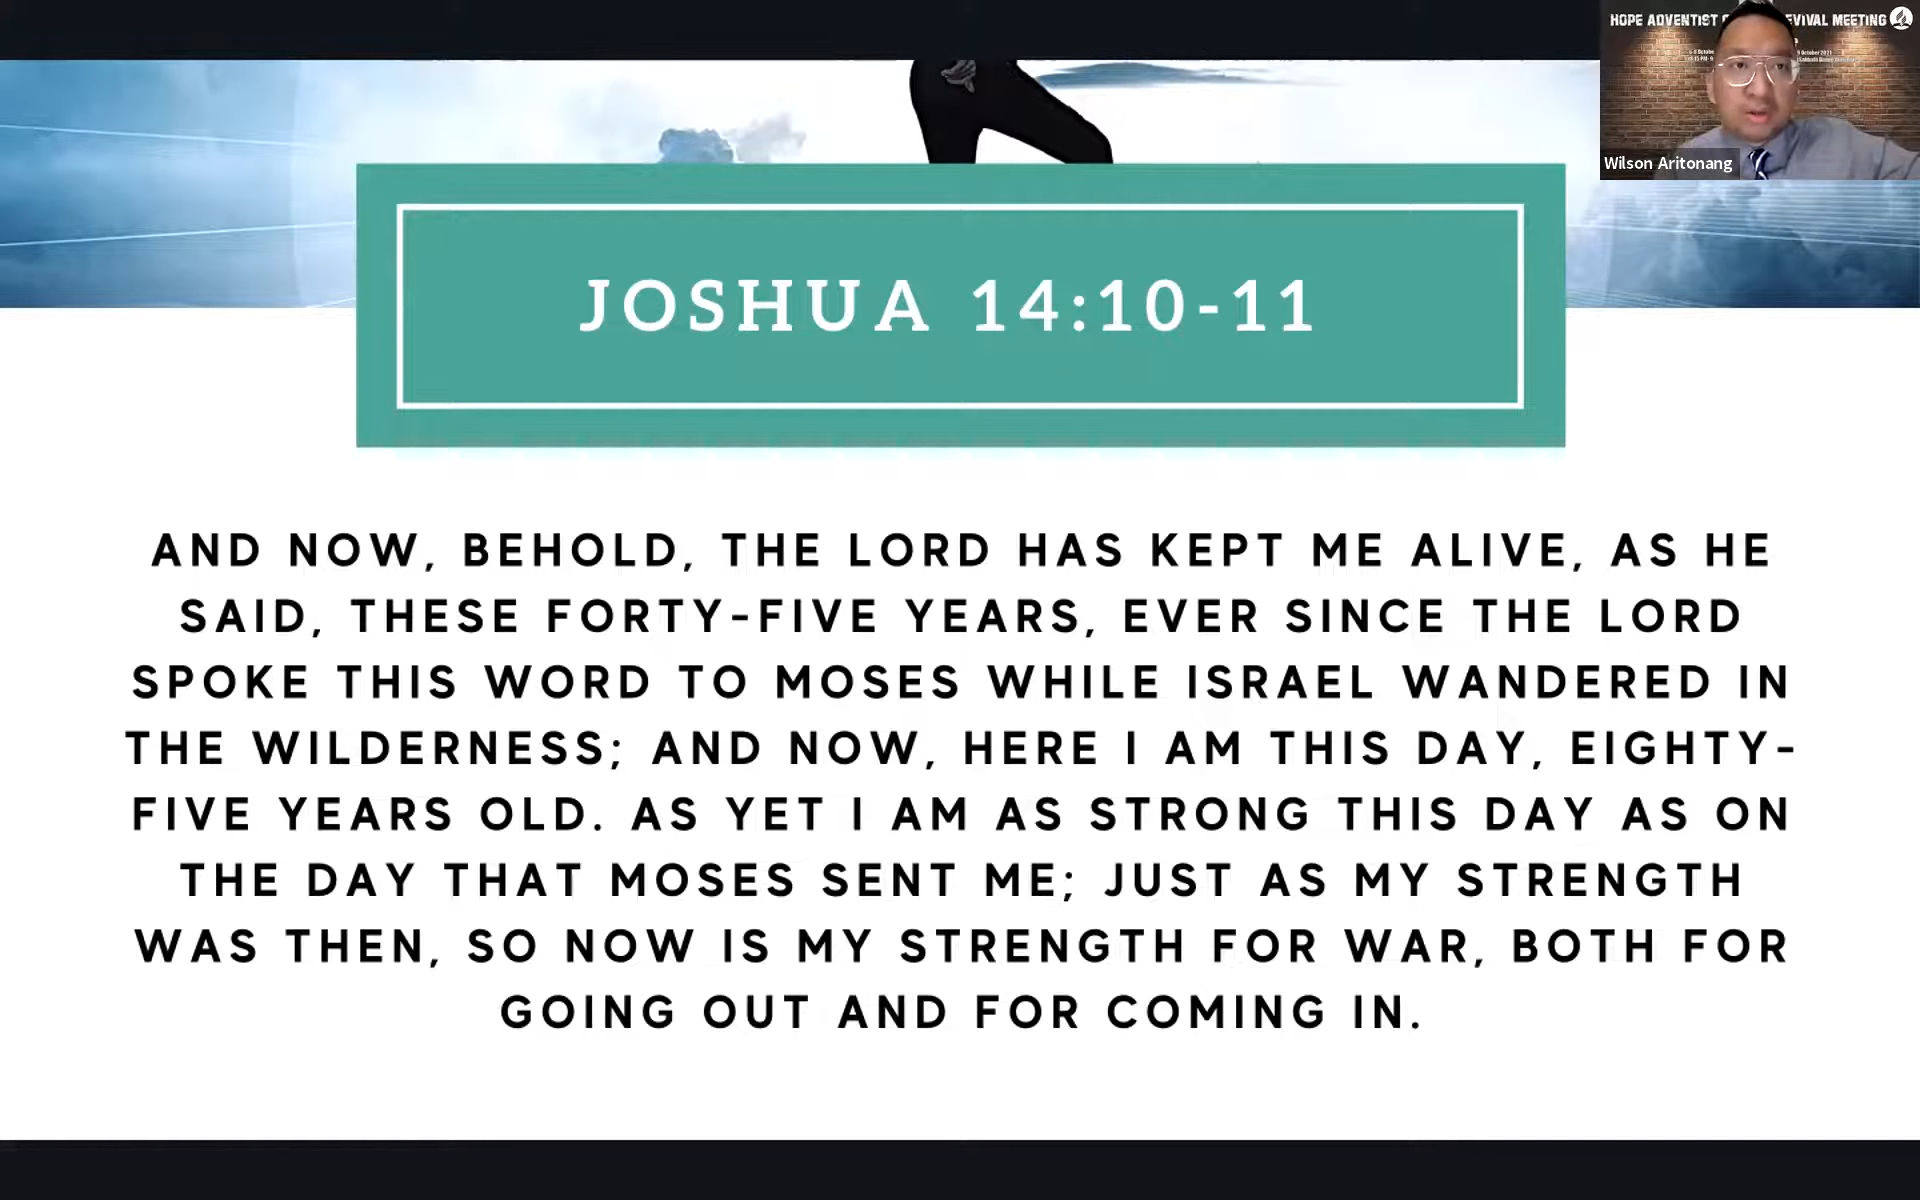 HOPE ADVENTIST
REVIVAL MEETING
Wilson Aritonang
JOSHUA 14:10-11
AND NOW, BEHOLD, THE LORD HAS KEPT ME ALIVE, AS HE
SAID, THESE FORTY-FIVE YEARS, EVER SINCE THE LORD
SPOKE THIS WORD TO MOSES WHILE ISRAEL WANDERED IN
THE WILDERNESS; AND NOW, HERE I AM THIS DAY, EIGHTY-
FIVE YEARS OLD. AS YET I AM AS STRONG THIS DAY AS ON
THE DAY THAT MOSES SENT ME; JUST AS MY STRENGTH
WAS THEN, SO NOW IS MY STRENGTH FOR WAR, BOTH FOR
GOING OUT AND FOR COMING IN.